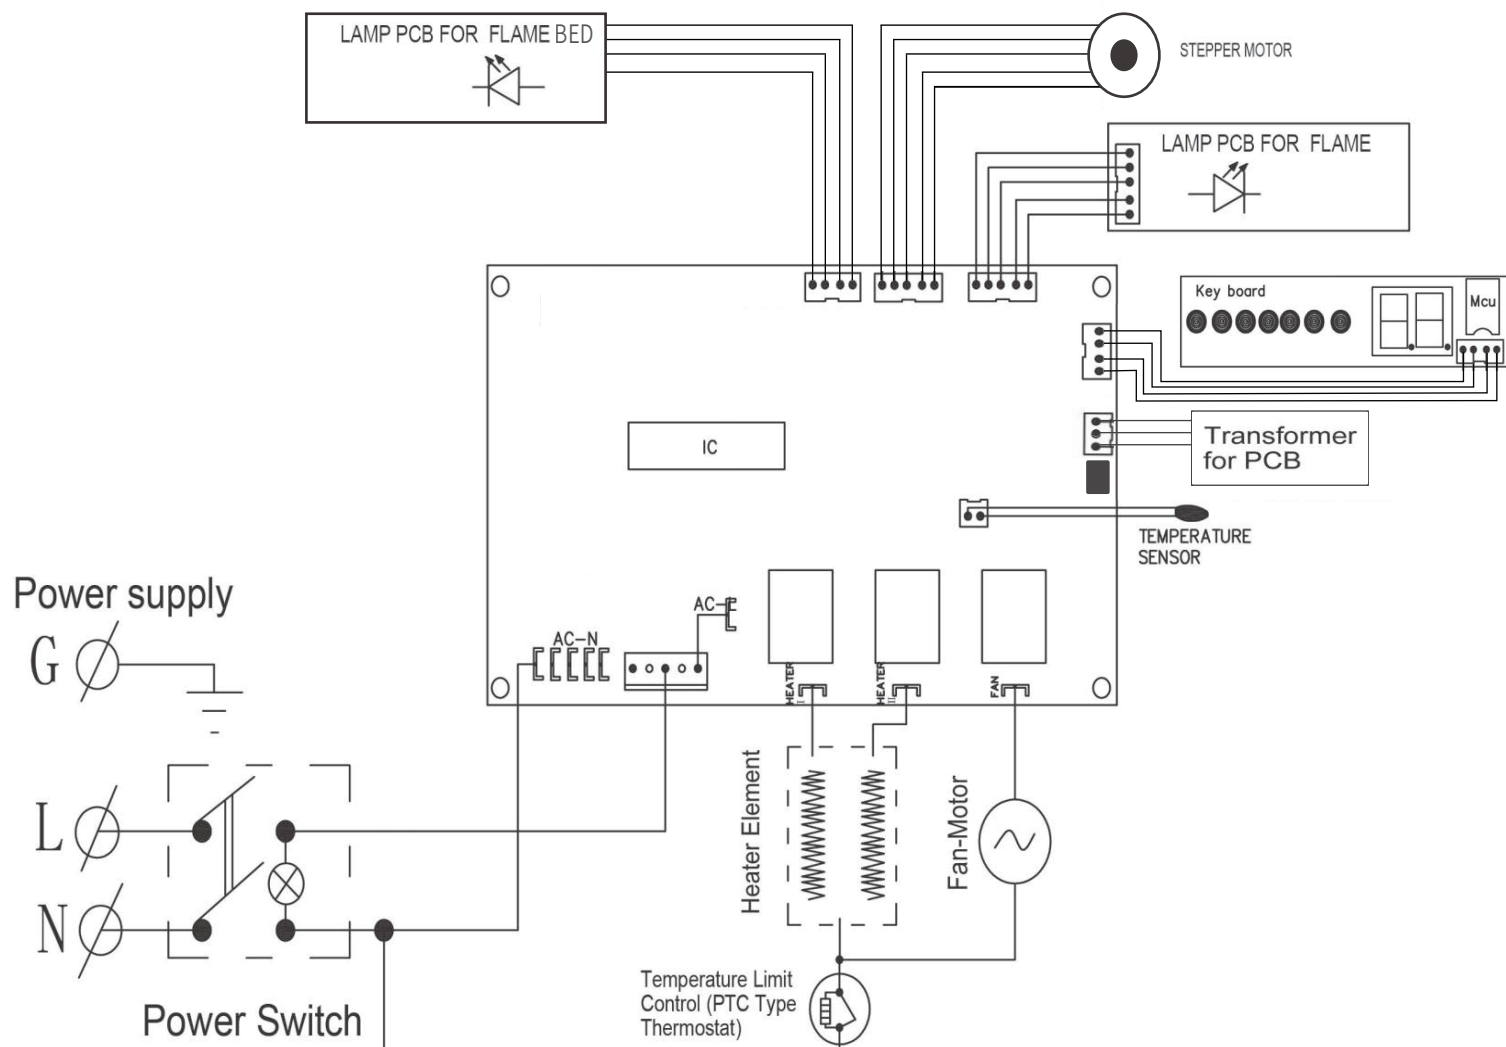 LAMP PCB FOR FLAME BED
STEPPER MOTOR
LAMP PCB FOR FLAME
Key board
Mcu
IC
Transformer
for PCB
TEMPERATURE
SENSOR
Power supply
G
AC-E
AC-N
HEATER
I
HEATER
II
FAN
L
N
Heater Element
Fan-Motor
Power Switch
Temperature Limit
Control (PTC Type
Thermostat)